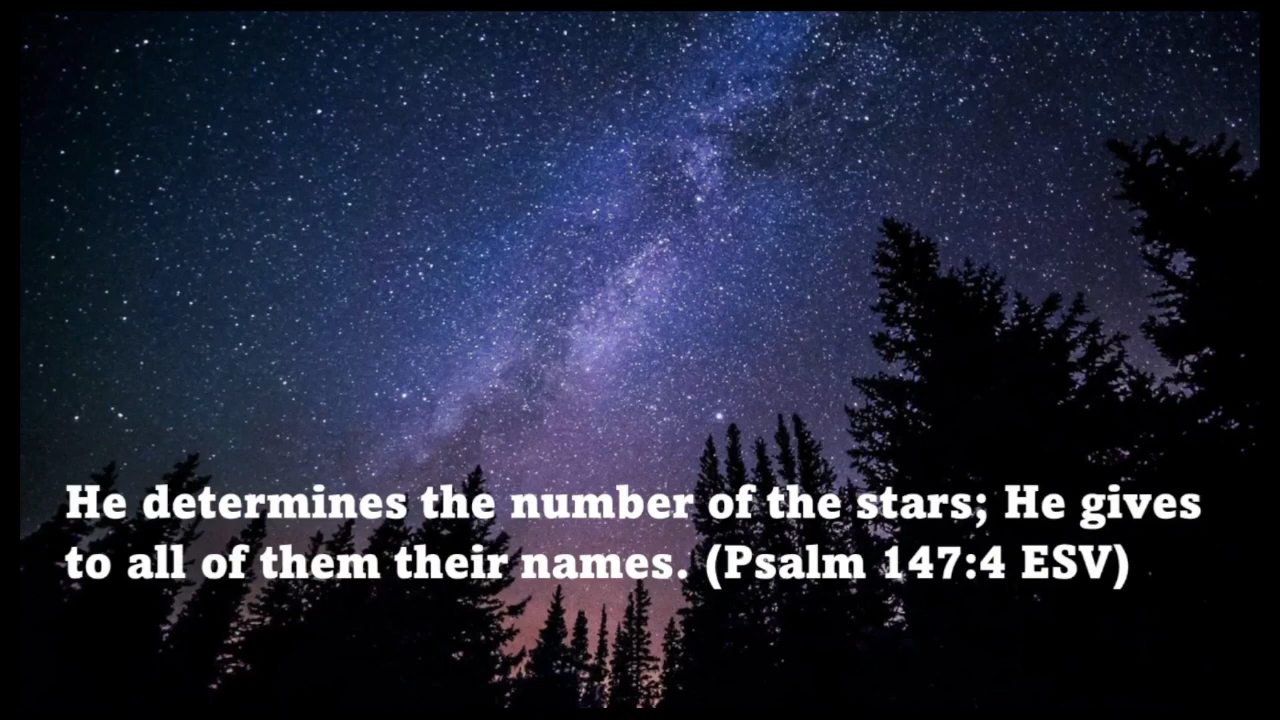 He determines the number of the stars; He gives
to all of them their names. (Psalm 147:4 ESV)